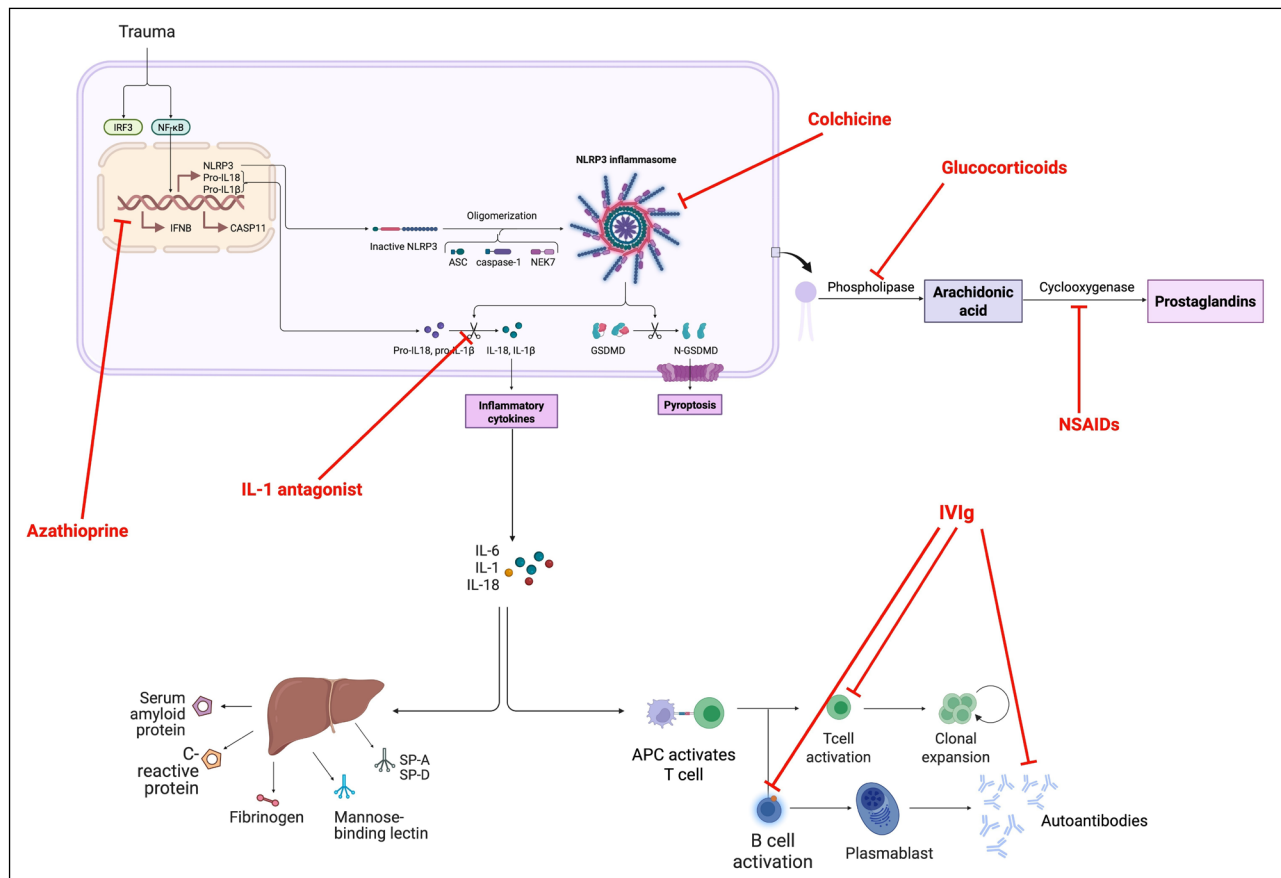 Trauma
IRF3
NF-κB
NLRP3
Pro-IL18
Pro-IL1β
IFNB
CASP11
Inactive NLRP3
Oligomerization
ASC
caspase-1
NEK7
NLRP3 inflammasome
Colchicine
Glucocorticoids
Phospholipase
Arachidonic
acid
Cyclooxygenase
Prostaglandins
NSAIDs
Pro-IL18, pro-IL-1β
IL-18, IL-1β
GSDMD
N-GSDMD
Inflammatory
cytokines
Pyroptosis
IL-1 antagonist
Azathioprine
IVIg
IL-6
IL-1
IL-18
Serum
amyloid
protein
C-
reactive
protein
Fibrinogen
Mannose-
binding lectin
SP-A
SP-D
APC activates
T cell
Tcell
activation
Clonal
expansion
B cell
activation
Plasmablast
Autoantibodies